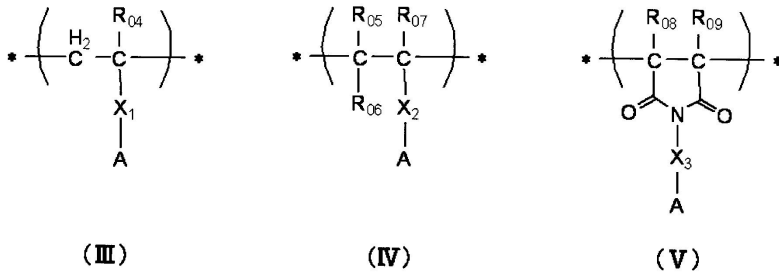 H2 R04 R05 R07 R08 R09
* C C * * C C * * C C *
X1 R06 X2 O N O
A A X3
A
(III) (IV) (V)